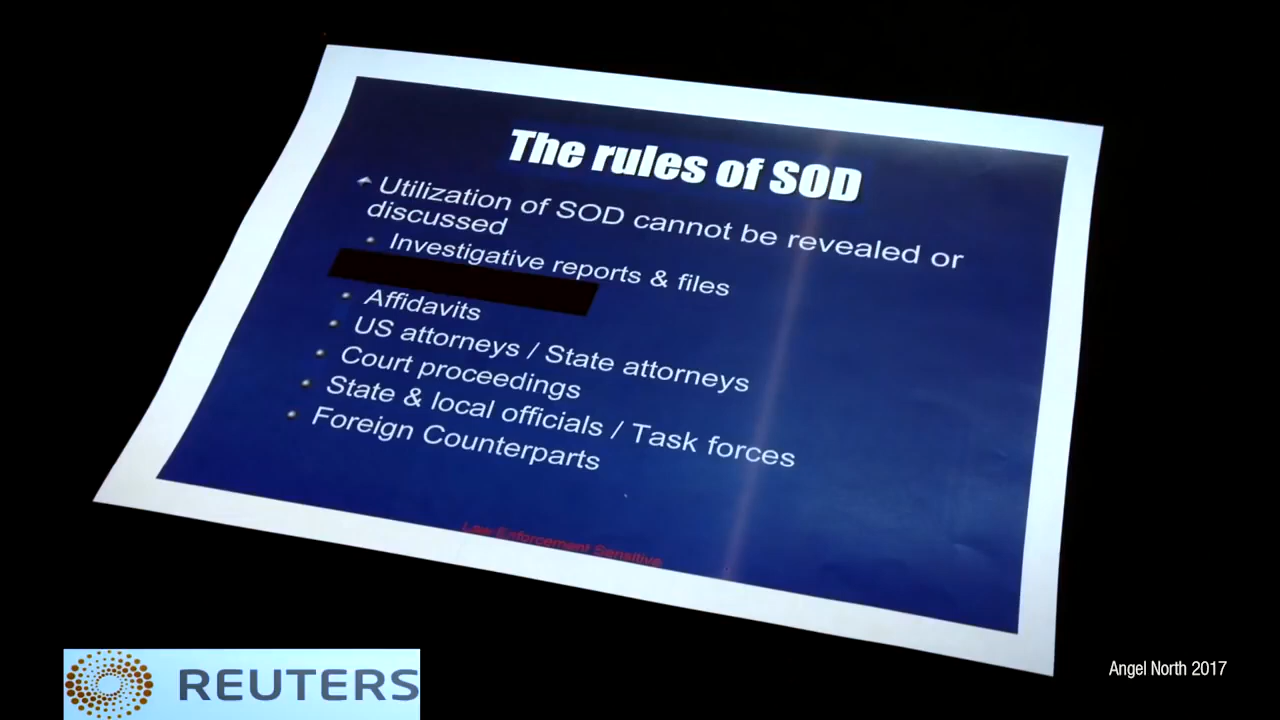 The rules of SOD
Utilization of SOD cannot be revealed or
discussed
Investigative reports & files
Affidavits
US attorneys / State attorneys
Court proceedings
State & local officials / Task forces
Foreign Counterparts
Law Enforcement Sensitive
REUTERS
Angel North 2017